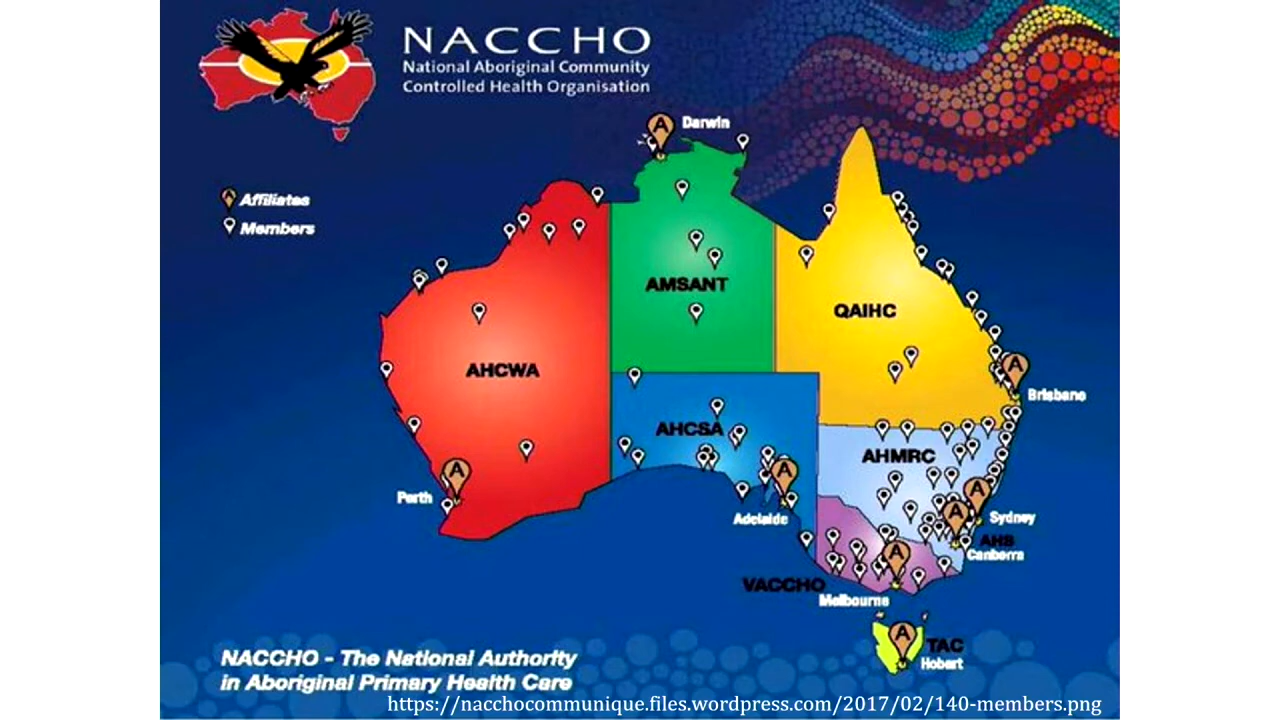 NACCHO
National Aboriginal Community
Controlled Health Organisation
Darwin
Affiliates
Members
AMSANT
QAIHC
AHCWA
Brisbane
AHCSA
AHMRC
Perth
Adelaide
Sydney
AHS
Canberra
VACCHO
Melbourne
TAC
Hobart
NACCHO - The National Authority
in Aboriginal Primary Health Care
https://nacchocommunique.files.wordpress.com/2017/02/140-members.png
A
A
A
A
A
A
A
A
A